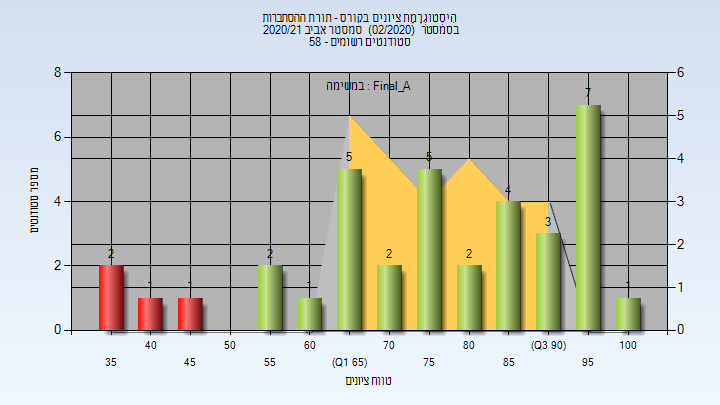 היסטוגרמת ציונים בקורס - תורת ההסתברות
בסמסטר (02/2020) סמסטר אביב 2020/21
סטודנטים רשומים - 58
במשימה : Final_A
8 6 4 2 0
מספר סטודנטים
6 5 4 3 2 1 0
2 1 1 2 1 5 2 5 2 4 3 7 1
40 50 60 70 80 (Q3 90) 100
35 45 55 (Q1 65) 75 85 95
טווח ציונים